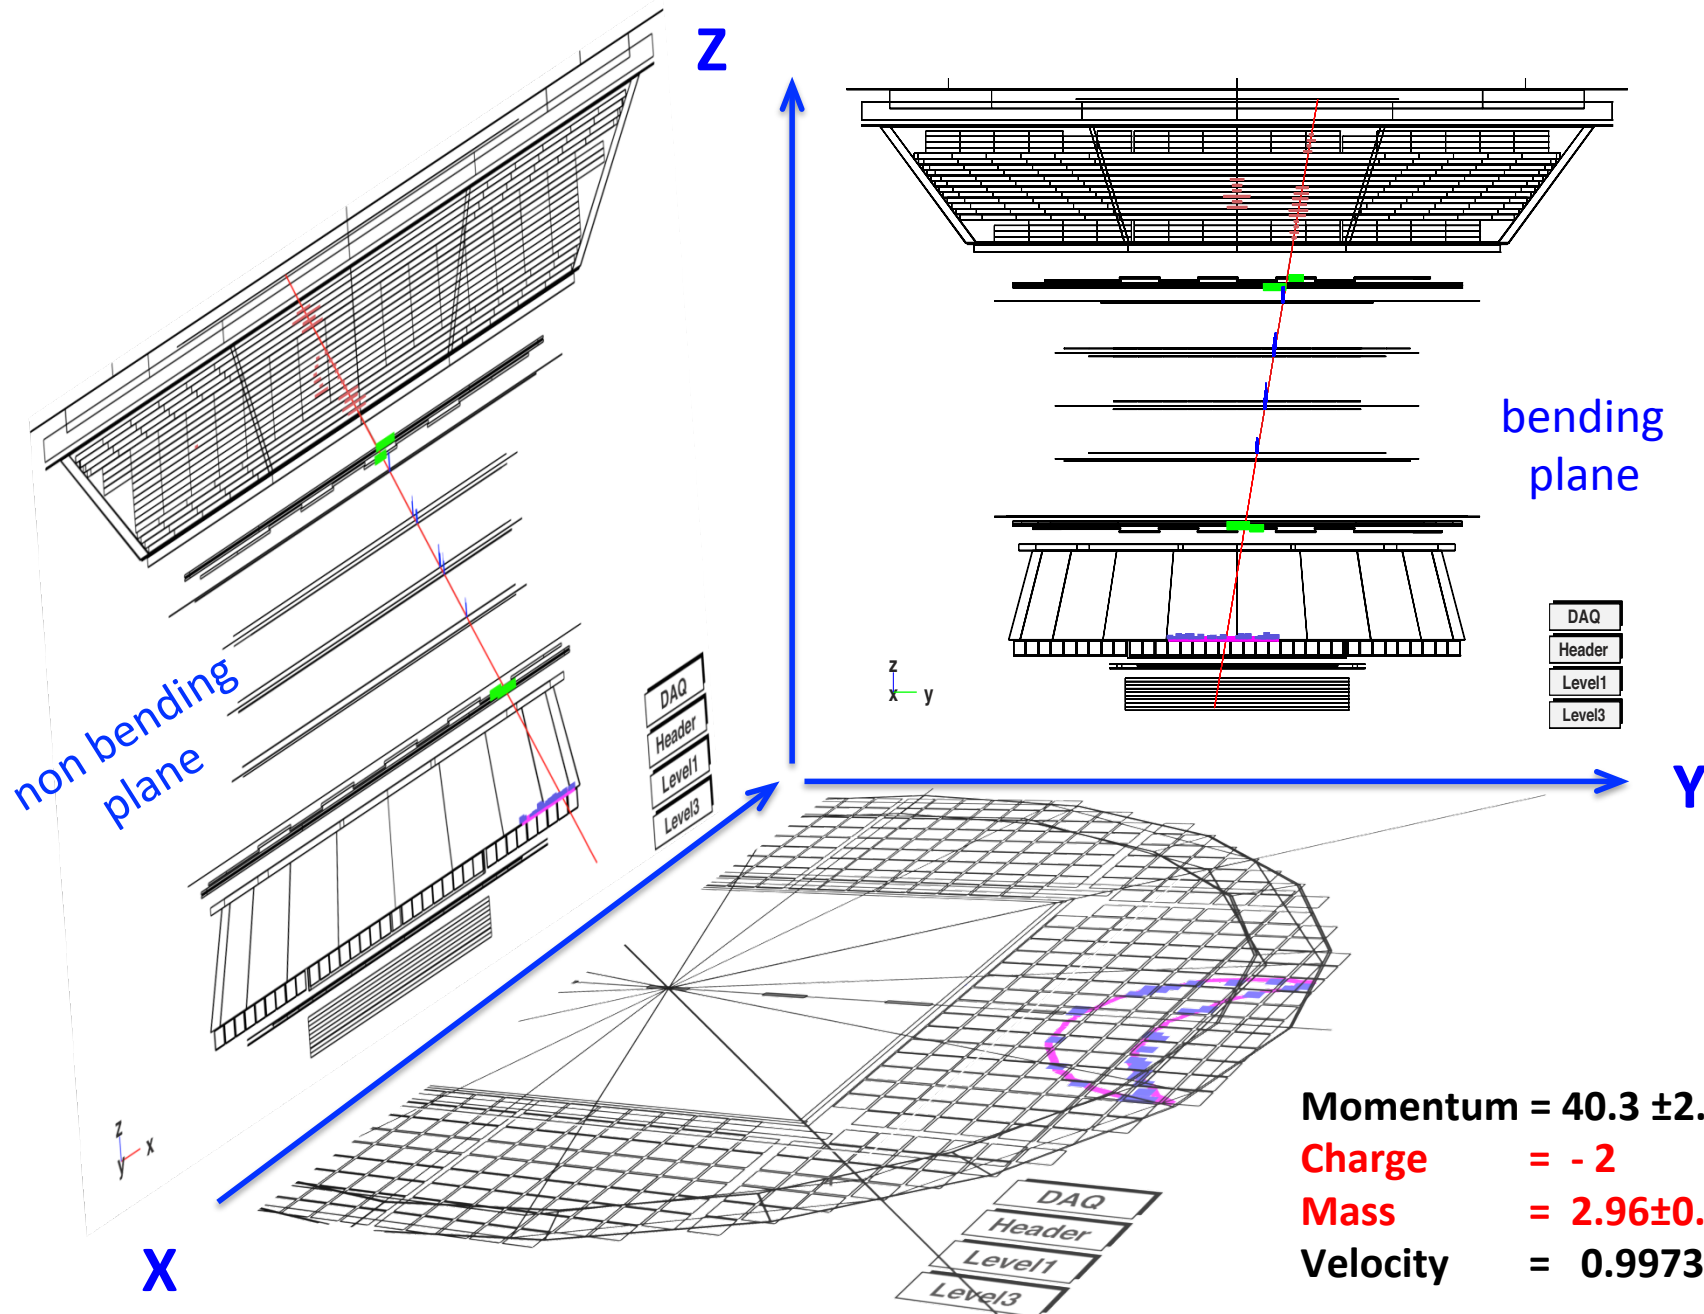 Z
bending
plane
DAQ
Header
Level1
Level3
z
x
y
non bending
plane
DAQ
Header
Level1
Level3
Y
z
y
x
X
DAQ
Header
Level1
Level3
Momentum = 40.3 ±2.
Charge = - 2
Mass = 2.96±0.
Velocity = 0.9973